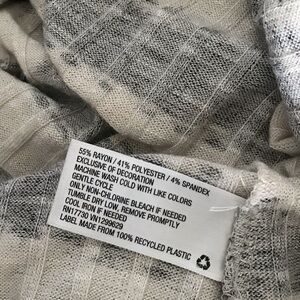 55% RAYON / 41% POLYESTER / 4% SPANDEX
EXCLUSIVE OF DECORATION
MACHINE WASH COLD WITH LIKE COLORS
GENTLE CYCLE
ONLY NON-CHLORINE BLEACH IF NEEDED
TUMBLE DRY LOW, REMOVE PROMPTLY
COOL IRON IF NEEDED
RN17730 VN1299629
LABEL MADE FROM 100% RECYCLED PLASTIC